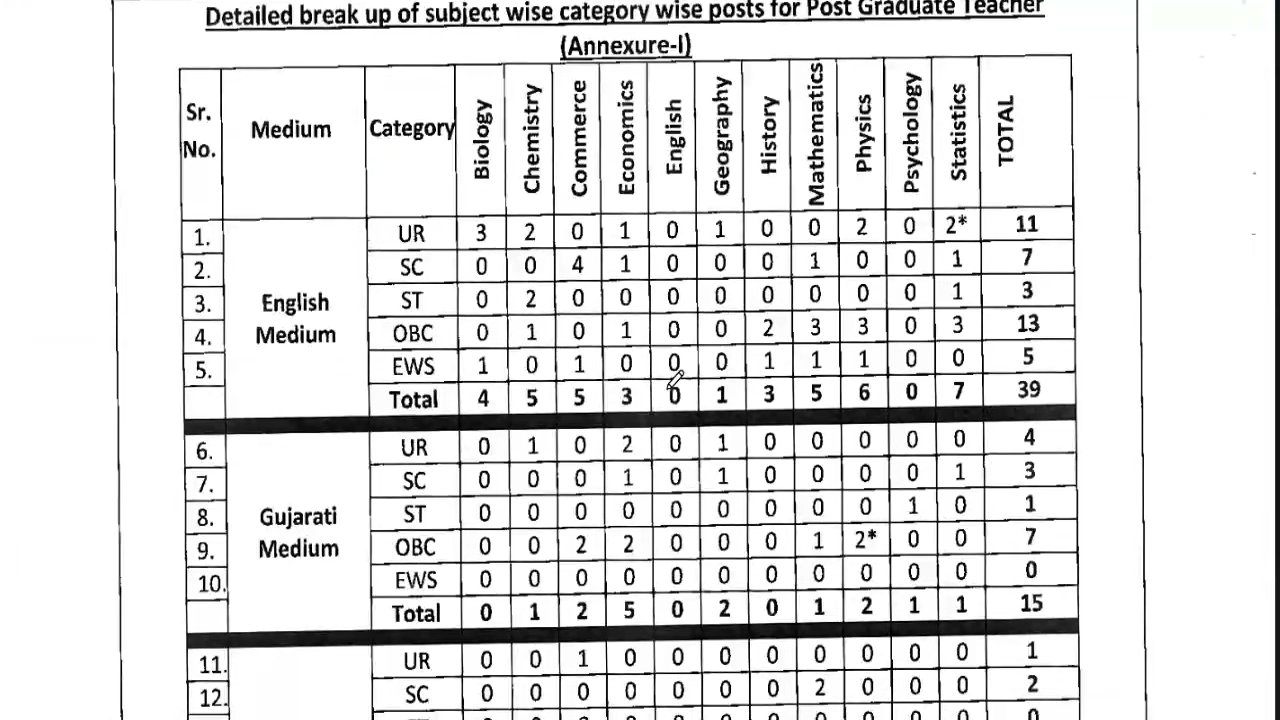 Detailed break up of subject wise category wise posts for Post Graduate Teacher
(Annexure-I)
Sr. No. Medium Category Biology Chemistry Commerce Economics English Geography History Mathematics Physics Psychology Statistics TOTAL
1. English Medium UR 3 2 0 1 0 1 0 0 2 0 2* 11
2. SC 0 0 4 1 0 0 0 1 0 0 1 7
3. ST 0 2 0 0 0 0 0 0 0 0 1 3
4. OBC 0 1 0 1 0 0 2 3 3 0 3 13
5. EWS 1 0 1 0 0 0 1 1 1 0 0 5
Total 4 5 5 3 0 1 3 5 6 0 7 39
6. Gujarati Medium UR 0 1 0 2 0 1 0 0 0 0 0 4
7. SC 0 0 0 1 0 1 0 0 0 0 1 3
8. ST 0 0 0 0 0 0 0 0 0 1 0 1
9. OBC 0 0 2 2 0 0 0 1 2* 0 0 7
10. EWS 0 0 0 0 0 0 0 0 0 0 0 0
Total 0 1 2 5 0 2 0 1 2 1 1 15
11. UR 0 0 1 0 0 0 0 0 0 0 0 1
12. SC 0 0 0 0 0 0 0 2 0 0 0 2